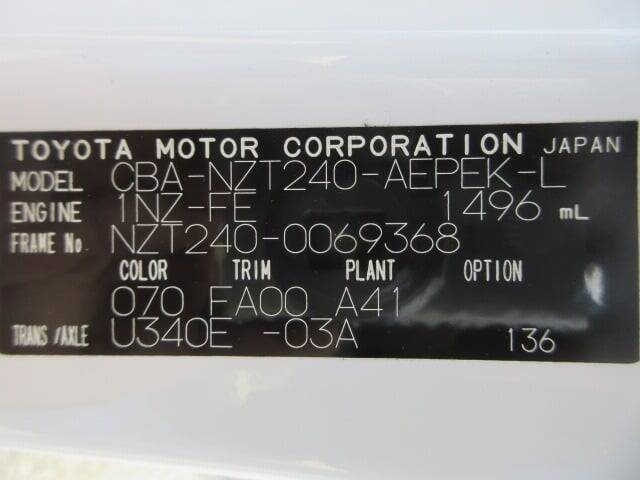 TOYOTA MOTOR CORPORATION JAPAN
MODEL CBA-NZT240-AEPEK-L
ENGINE 1NZ-FE 1496 mL
FRAME No. NZT240-0069368
COLOR TRIM PLANT OPTION
070 FA00 A41
TRANS/AXLE U340E -03A 136